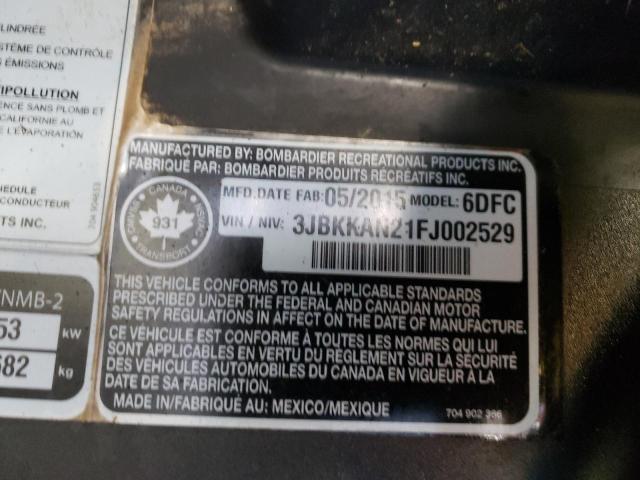 LINDRÉE
STÈME DE CONTRÔLE
S ÉMISSIONS
IPOLLUTION
ENCE SANS PLOMB ET
CALIFORNIE AU
E L'EVAPORATION
HEDULE
CONDUCTEUR
TS INC.
704 904653
/NMB-2
53 kW
682 kg
MANUFACTURED BY: BOMBARDIER RECREATIONAL PRODUCTS INC.
FABRIQUÉ PAR: BOMBARDIER PRODUITS RÉCRÉATIFS INC.
CANADA
931
TRANSPORT
MFD.DATE FAB: 05/2015 MODEL: 6DFC
VIN / NIV: 3JBKKAN21FJ002529
THIS VEHICLE CONFORMS TO ALL APPLICABLE STANDARDS
PRESCRIBED UNDER THE FEDERAL AND CANADIAN MOTOR
SAFETY REGULATIONS IN AFFECT ON THE DATE OF MANUFACTURE.
CE VÉHICULE EST CONFORME À TOUTES LES NORMES QUI LUI
SONT APPLICABLES EN VERTU DU RÈGLEMENT SUR LA SÉCURITÉ
DES VÉHICULES AUTOMOBILES DU CANADA EN VIGUEUR À LA
DATE DE SA FABRICATION.
MADE IN/FABRIQUÉ AU: MEXICO/MEXIQUE
704 902 366